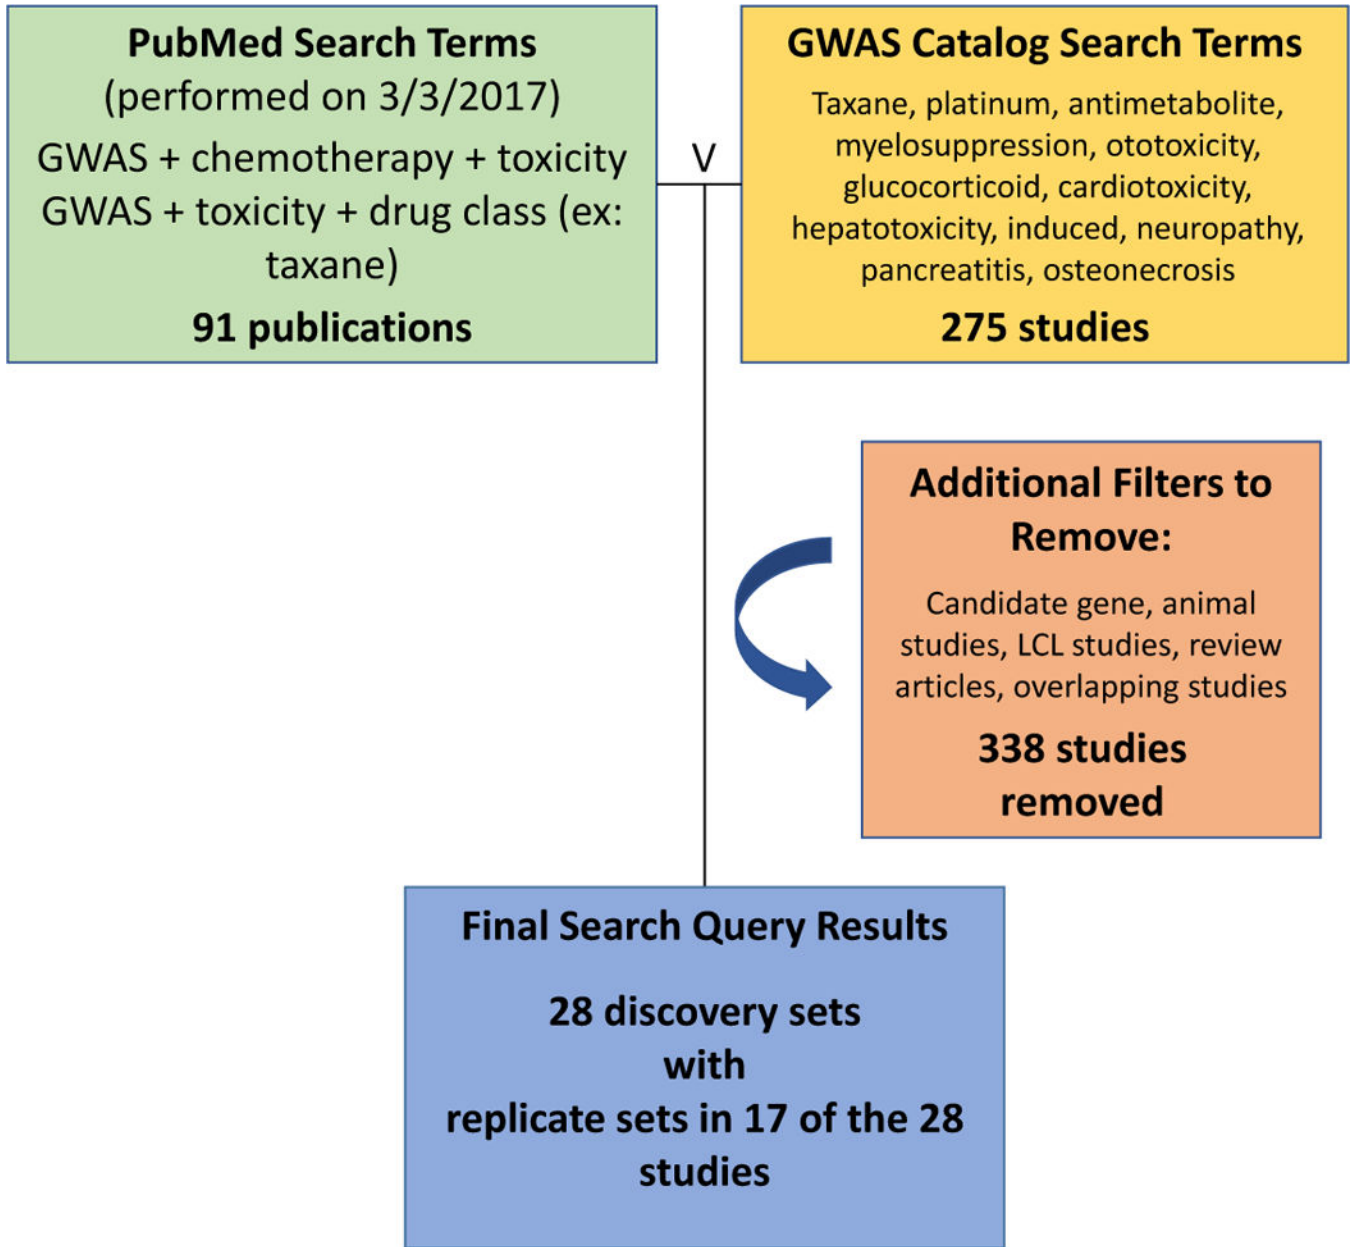 PubMed Search Terms
(performed on 3/3/2017)
GWAS + chemotherapy + toxicity
GWAS + toxicity + drug class (ex:
taxane)
91 publications
V
GWAS Catalog Search Terms
Taxane, platinum, antimetabolite,
myelosuppression, ototoxicity,
glucocorticoid, cardiotoxicity,
hepatotoxicity, induced, neuropathy,
pancreatitis, osteonecrosis
275 studies
Additional Filters to
Remove:
Candidate gene, animal
studies, LCL studies, review
articles, overlapping studies
338 studies
removed
Final Search Query Results
28 discovery sets
with
replicate sets in 17 of the 28
studies